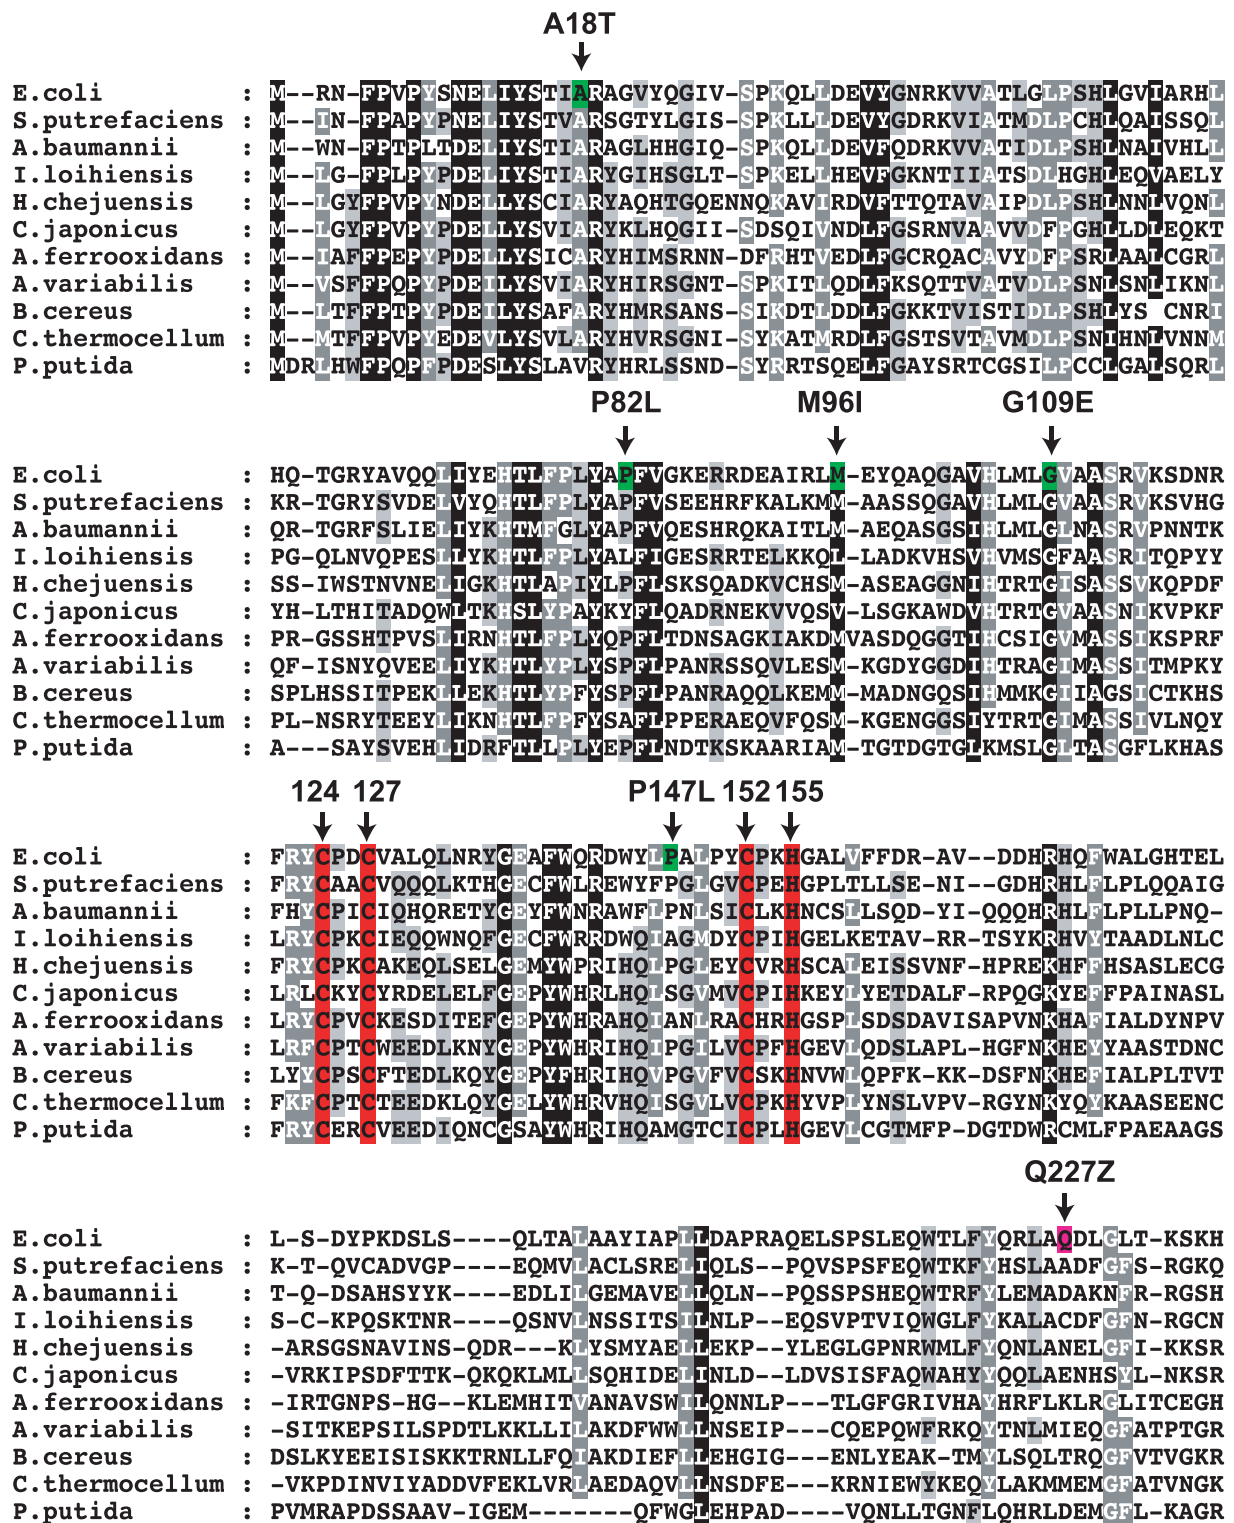 A18T
E.coli : M--RN-FPVPYSNELIYSTIARAGVYQGIV-SPKQLLDEVYGNRKVVATLGLPSHLGVIARHL
S.putrefaciens : M--IN-FPAPYPNELIYSTVARSGTYLGIS-SPKLLLDEVYGDRKVIATMDLPCHLQAISSQL
A.baumannii : M--WN-FPTPLTDELIYSTIARAGLHHGIQ-SPKQLLDEVFQDRKVVATIDLPSHLNAIVHLL
I.loihiensis : M--LG-FPLPYPDELIYSTIARYGIHSGLT-SPKELLHEVFGKNTIIATSDLHGHLEQVAELY
H.chejuensis : M--LGYFPVPYNDELLYSCIARYAQHTGQENNQKAVIRDVFTTQTAVAIPDLPSHLNNLVQNL
C.japonicus : M--LGYFPVPYPDELLYSVIARYKLHQGII-SDSQIVNDLFGSRNVAAVVDFPGHLLDLEQKT
A.ferrooxidans : M--IAFFPEPYPDELLYSICARYHIMSRNN-DFRHTVEDLFGCRQACAVYDFPSRLAALCGRL
A.variabilis : M--VSFFPQPYPDEILYSVIARYHIRSGNT-SPKITLQDLFKSQTTVATVDLPSNLSNLIKNL
B.cereus : M--LTFFPTPYPDEILYSAFARYHMRSANS-SIKDTLDDLFGKKTVISTIDLPSHLYS CNRI
C.thermocellum : M--MTFFPVPYEDEVLYSVLARYHVRSGNI-SYKATMRDLFGSTSVTAVMDLPSNIHNLVNNM
P.putida : MDRLHWFPQPFPDESLYSLAVRYHRLSSND-SYRRTSQELFGAYSRTCGSILPCCLGALSQRL
P82L M96I G109E
E.coli : HQ-TGRYAVQQLIYEHTLFPLYAPFVGKERRDEAIRLM-EYQAQGAVHLMLGVAASRVKSDNR
S.putrefaciens : KR-TGRYSVDELVYQHTLFPLYAPFVSEEHRFKALKMM-AASSQGAVHLMLGVAASRVKSVHG
A.baumannii : QR-TGRFSLIELIYKHTMFGLYAPFVQESHRQKAITLM-AEQASGSIHLMLGLNASRVPNNTK
I.loihiensis : PG-QLNVQPESLLYKHTLFPLYALFIGESRRTELKKQL-LADKVHSVHVMSGFAASRITQPYY
H.chejuensis : SS-IWSTNVNELIGKHTLAPIYLPFLSKSQADKVCHSM-ASEAGGNIHTRTGISASSVKQPDF
C.japonicus : YH-LTHITADQWLTKHSLYPAYKYFLQADRNEKVVQSV-LSGKAWDVHTRTGVAASNIKVPKF
A.ferrooxidans : PR-GSSHTPVSLIRNHTLFPLYQPFLTDNSAGKIAKDMVASDQGGTIHCSIGVMASSIKSPRF
A.variabilis : QF-ISNYQVEELIYKHTLYPLYSPFLPANRSSQVLESM-KGDYGGDIHTRAGIMASSITMPKY
B.cereus : SPLHSSITPEKLLEKHTLYPFYSPFLPANRAQQLKEMM-MADNGQSIHMMKGIIAGSICTKHS
C.thermocellum : PL-NSRYTEEYLIKNHTLFPFYSAFLPPERAEQVFQSM-KGENGGSIYTRTGIMASSIVLNQY
P.putida : A---SAYSVEHLIDRFTLLPLYEPFLNDTKSKAARIAM-TGTDGTGLKMSLGLTASGFLKHAS
124 127 P147L 152 155
E.coli : FRYCPDCVALQLNRYGEAFWQRDWYLPALPYCPKHGALVFFDR-AV--DDHRHQFWALGHTEL
S.putrefaciens : FRYCAACVQQQLKTHGECFWLREWYFPGLGVCPEHGPLTLLSE-NI--GDHRHLFLPLQQAIG
A.baumannii : FHYCPICIQHQRETYGEYFWNRAWFLPNLSICLKHNCSLLSQD-YI-QQQHRHLFLPLLPNQ-
I.loihiensis : LRYCPKCIEQQWNQFGECFWRRDWQIAGMDYCPIHGELKETAV-RR-TSYKRHVYTAADLNLC
H.chejuensis : FRYCPKCAKEQLSELGEMYWPRIHQLPGLEYCVRHSCALEISSVNF-HPREKHFFHSASLECG
C.japonicus : LRLCKYCYRDELELFGEPYWHRLHQLSGVMVCPIHKEYLYETDALF-RPQGKYEFFPAINASL
A.ferrooxidans : LRYCPVCKESDITEFGEPYWHRAHQLANLRACHRHGSPLSDSDAVISAPVNKHAFIALDYNPV
A.variabilis : LRFCPTCWEEDLKNYGEPYWHRIHQIPGILVCPFHGEVLQDSLAPL-HGFNKHEYYAASTDNC
B.cereus : LYYCPSCFTEDLKQYGEPYFHRIHQVPGVFVCSKHNVWLQPFK-KK-DSFNKHEFIALPLTVT
C.thermocellum : FKFCPTCTEEDKLQYGELYWHRVHQISGVLVCPKHYVPLYNSLVPV-RGYNKYQYKAASEENC
P.putida : FRYCERCVEEDIQNCGSAYWHRIHQAMGTCICPLHGEVLCGTMFP-DGTDWRCMLFPAEAAGS
Q227Z
E.coli : L-S-DYPKDSLS----QLTALAAYIAPLLDAPRAQELSPSLEQWTLFYQRLAQDLGLT-KSKH
S.putrefaciens : K-T-QVCADVGP----EQMVLACLSRELIQLS--PQVSPSFEQWTKFYHSLAADFGFS-RGKQ
A.baumannii : T-Q-DSAHSYYK----EDLILGEMAVELLQLN--PQSSPSHEQWTRFYLEMADAKNFR-RGSH
I.loihiensis : S-C-KPQSKTNR----QSNVLNSSITSILNLEKP--EQSVPTVIQWGLFYKALACDFGFN-RGCN
H.chejuensis : -ARSGSNAVINS-QDR---KLYSMYAELLEKP--YLEGLGPNRWMLFYQNLANELGFI-KKSR
C.japonicus : -VRKIPSDFTTK-QKQKLMLLSQHIDELINLD--LDVSISFAQWAHYYQQLAENHSYL-NKSR
A.ferrooxidans : -IRTGNPS-HG--KLEMHITVANAVSWILQNNLP---TLGFGRIVHAYHRFLKLRGLITCEGH
A.variabilis : -SITKEPSILSPDTLKKLLILAKDFWWLLNSEIP---CQEPQWFRKQYTNLMIEQGFATPTGR
B.cereus : DSLKYEEISISKKTRNLLFQIAKDIEFLLEHGIG---ENLYEAK-TMYLSQLTRQGFVTVGKR
C.thermocellum : -VKPDINVIYADDVFEKLVRLAEDAQVLLNSDFE---KRNIEWYKEQYLAKMMEMGFATVNGK
P.putida : PVMRAPDSSAAV-IGEM-------QFWGLEHPAD----VQNLLTGNFLQHRLDEMGFL-KAGR